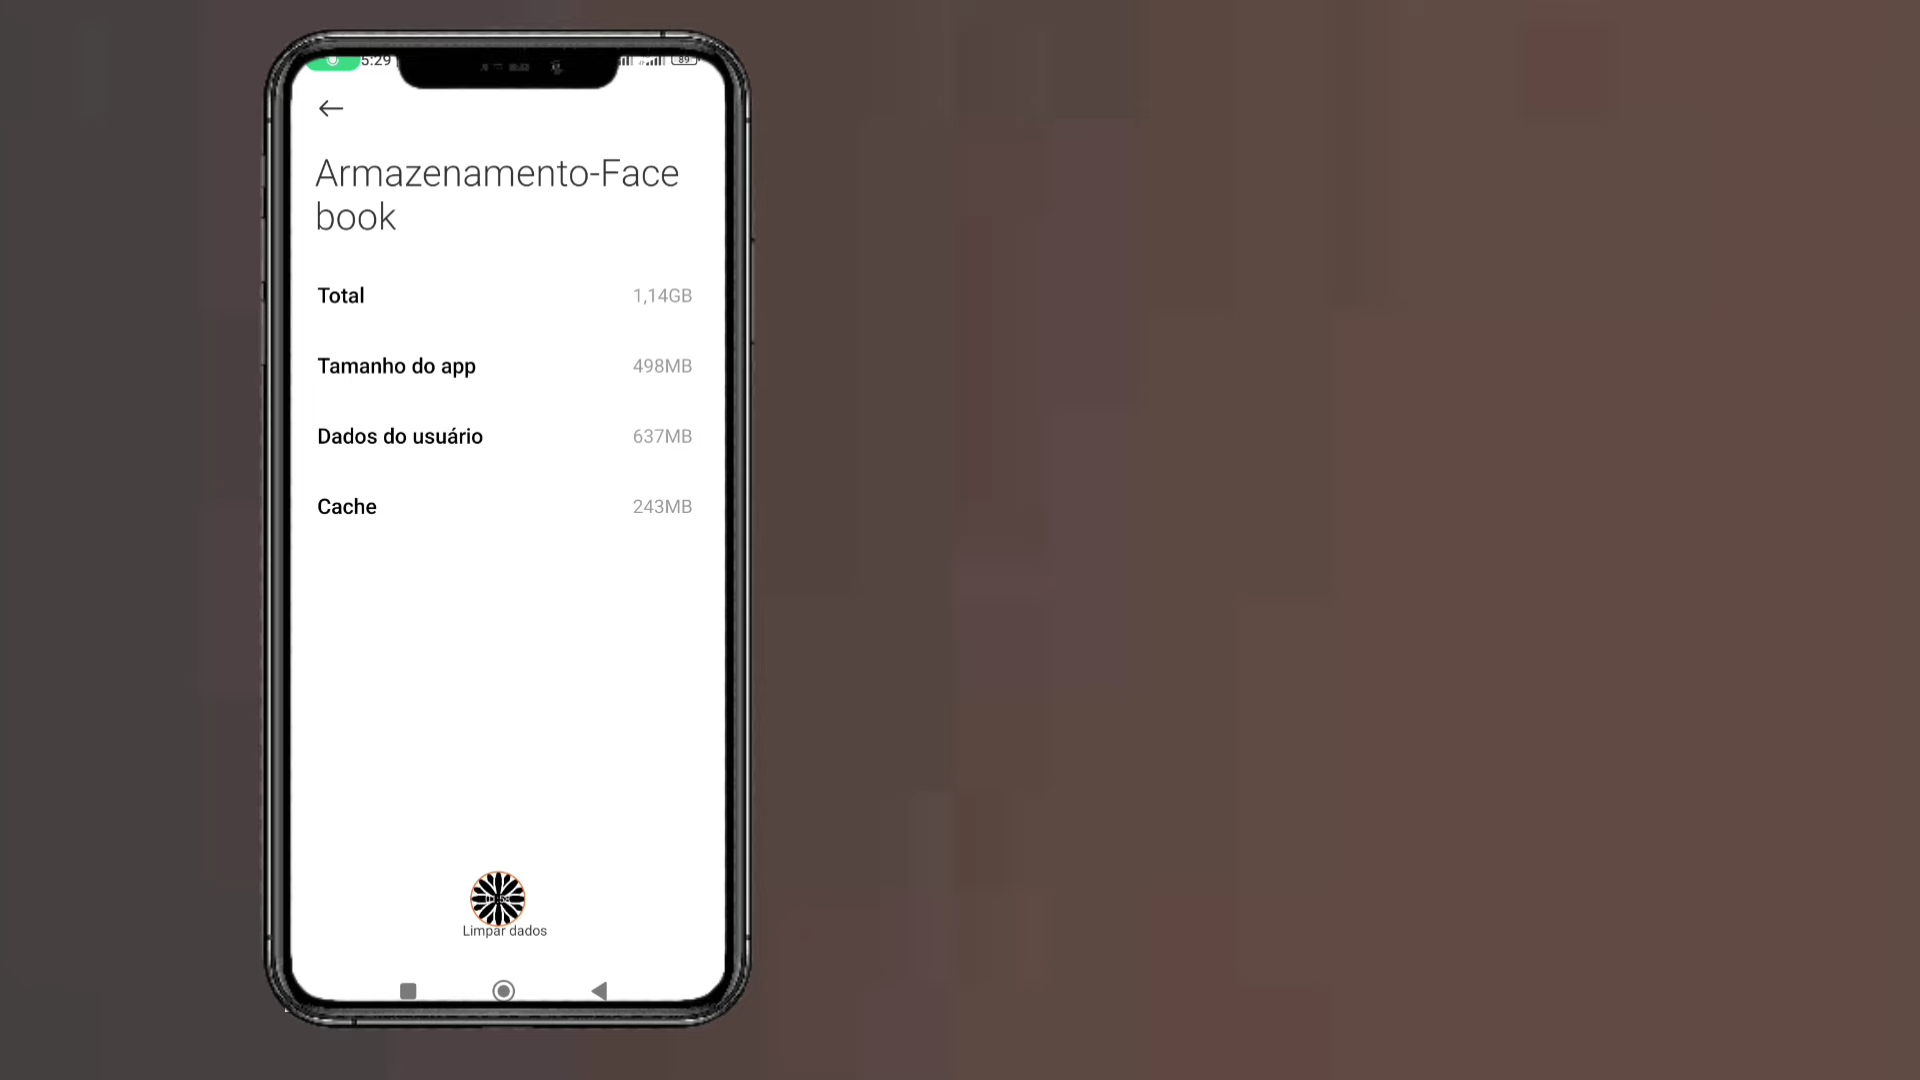 5:29
89
Armazenamento-Face
book
Total 1,14GB
Tamanho do app 498MB
Dados do usuário 637MB
Cache 243MB
Limpar dados